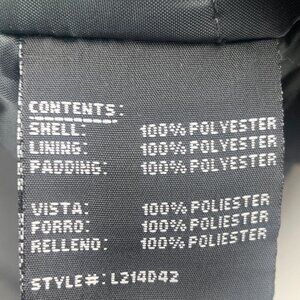 CONTENTS:
SHELL: 100% POLYESTER
LINING: 100% POLYESTER
PADDING: 100% POLYESTER
VISTA: 100% POLIESTER
FORRO: 100% POLIESTER
RELLENO: 100% POLIESTER
STYLE#: L214D42